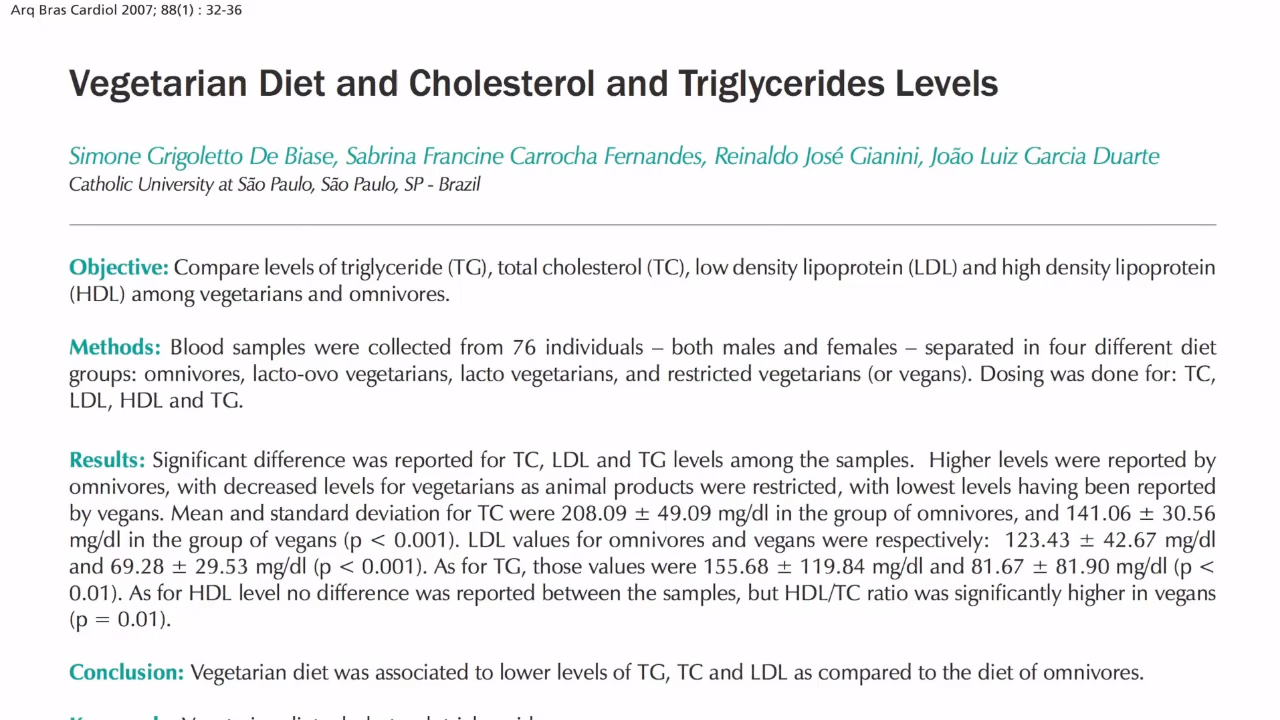 Arq Bras Cardiol 2007; 88(1) : 32-36
Vegetarian Diet and Cholesterol and Triglycerides Levels
Simone Grigoletto De Biase, Sabrina Francine Carrocha Fernandes, Reinaldo José Gianini, João Luiz Garcia Duarte
Catholic University at São Paulo, São Paulo, SP - Brazil
Objective: Compare levels of triglyceride (TG), total cholesterol (TC), low density lipoprotein (LDL) and high density lipoprotein
(HDL) among vegetarians and omnivores.
Methods: Blood samples were collected from 76 individuals – both males and females – separated in four different diet
groups: omnivores, lacto-ovo vegetarians, lacto vegetarians, and restricted vegetarians (or vegans). Dosing was done for: TC,
LDL, HDL and TG.
Results: Significant difference was reported for TC, LDL and TG levels among the samples. Higher levels were reported by
omnivores, with decreased levels for vegetarians as animal products were restricted, with lowest levels having been reported
by vegans. Mean and standard deviation for TC were 208.09 ± 49.09 mg/dl in the group of omnivores, and 141.06 ± 30.56
mg/dl in the group of vegans (p < 0.001). LDL values for omnivores and vegans were respectively: 123.43 ± 42.67 mg/dl
and 69.28 ± 29.53 mg/dl (p < 0.001). As for TG, those values were 155.68 ± 119.84 mg/dl and 81.67 ± 81.90 mg/dl (p <
0.01). As for HDL level no difference was reported between the samples, but HDL/TC ratio was significantly higher in vegans
(p = 0.01).
Conclusion: Vegetarian diet was associated to lower levels of TG, TC and LDL as compared to the diet of omnivores.